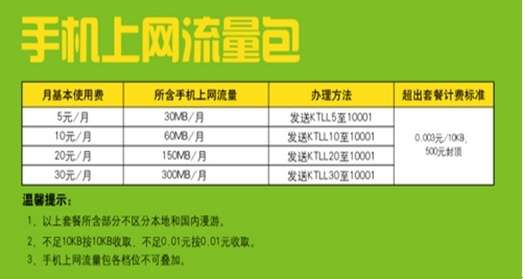 手机上网流量包
月基本使用费 所含手机上网流量 办理方法 超出套餐计费标准
5元/月 30MB/月 发送KTLL5至10001
10元/月 60MB/月 发送KTLL10至10001
20元/月 150MB/月 发送KTLL20至10001
30元/月 300MB/月 发送KTLL30至10001
0.003元/10KB,
500元封顶
温馨提示：
1、以上套餐所含部分不区分本地和国内漫游。
2、不足10KB按10KB收取，不足0.01元按0.01元收取。
3、手机上网流量包各档位不可叠加。